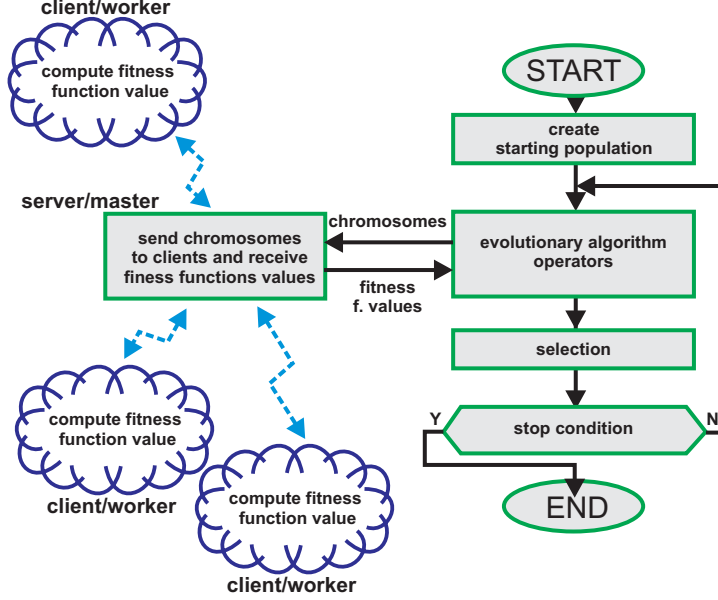 client/worker
compute fitness
function value
START
create
starting population
server/master
send chromosomes
to clients and receive
finess functions values
chromosomes
fitness
f. values
evolutionary algorithm
operators
selection
Y
stop condition
N
END
compute fitness
function value
client/worker
compute fitness
function value
client/worker